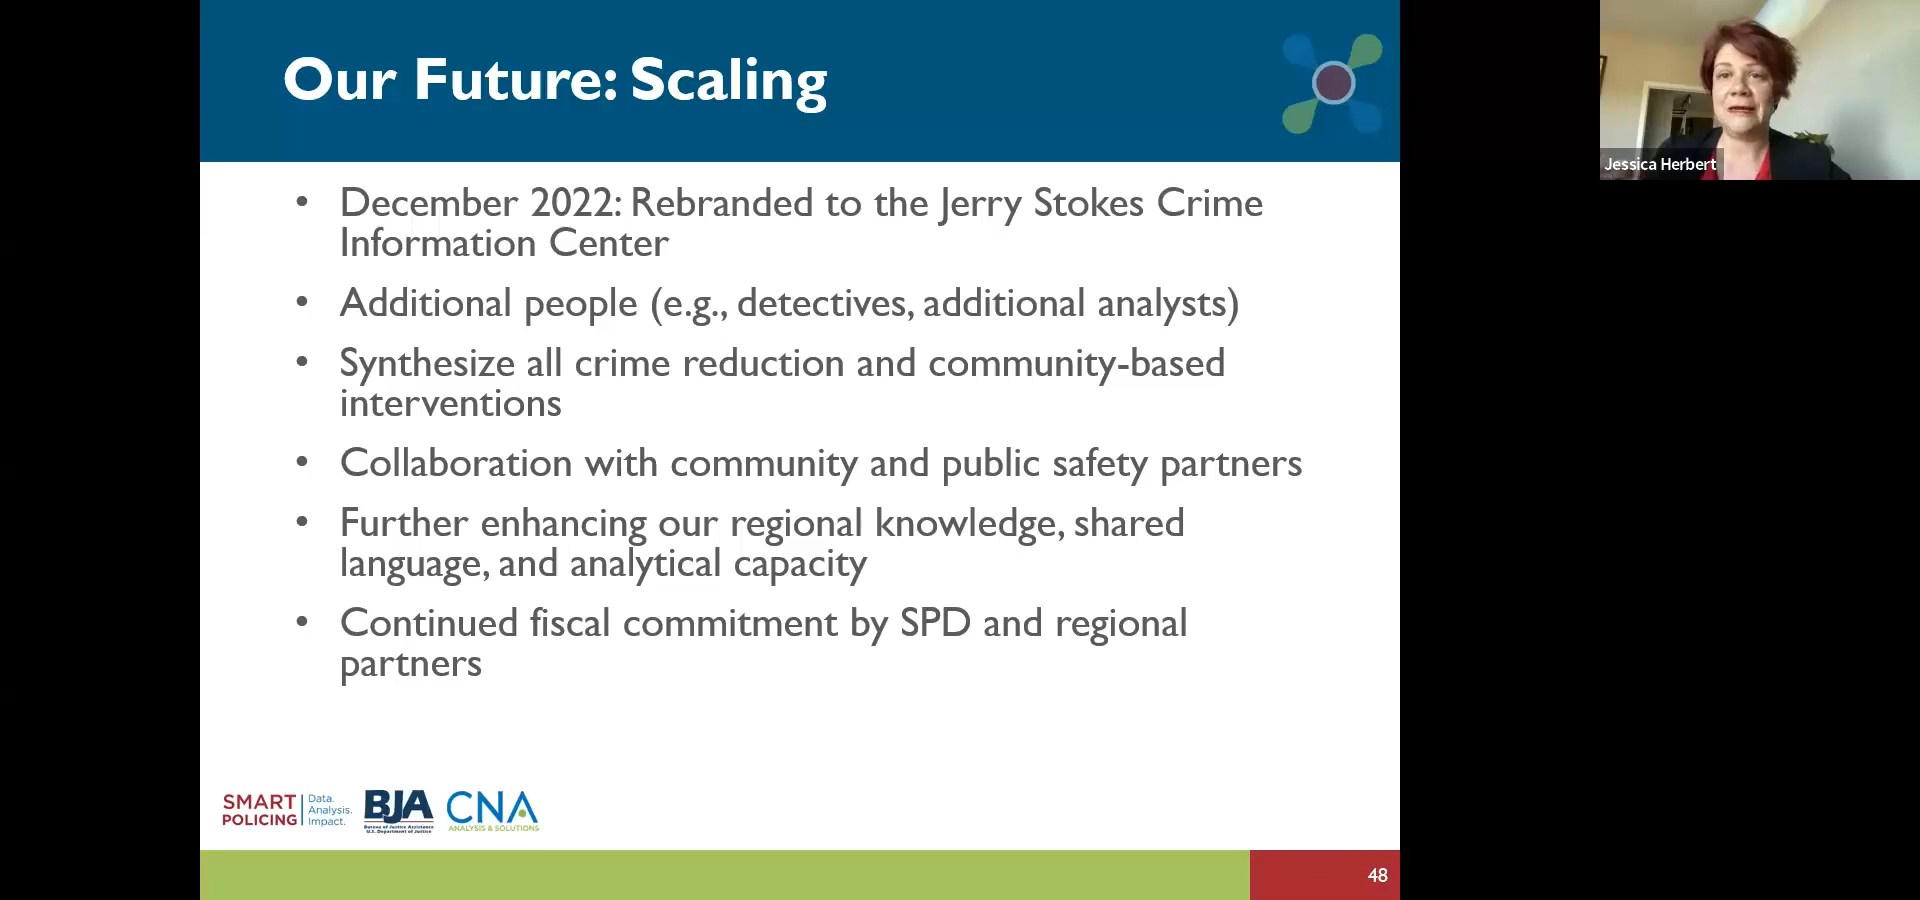 Our Future: Scaling
Jessica Herbert
• December 2022: Rebranded to the Jerry Stokes Crime
Information Center
• Additional people (e.g., detectives, additional analysts)
• Synthesize all crime reduction and community-based
interventions
• Collaboration with community and public safety partners
• Further enhancing our regional knowledge, shared
language, and analytical capacity
• Continued fiscal commitment by SPD and regional
partners
SMART
POLICING
Data.
Analysis.
Impact.
BJA
Bureau of Justice Assistance
U.S. Department of Justice
CNA
ANALYSIS & SOLUTIONS
48